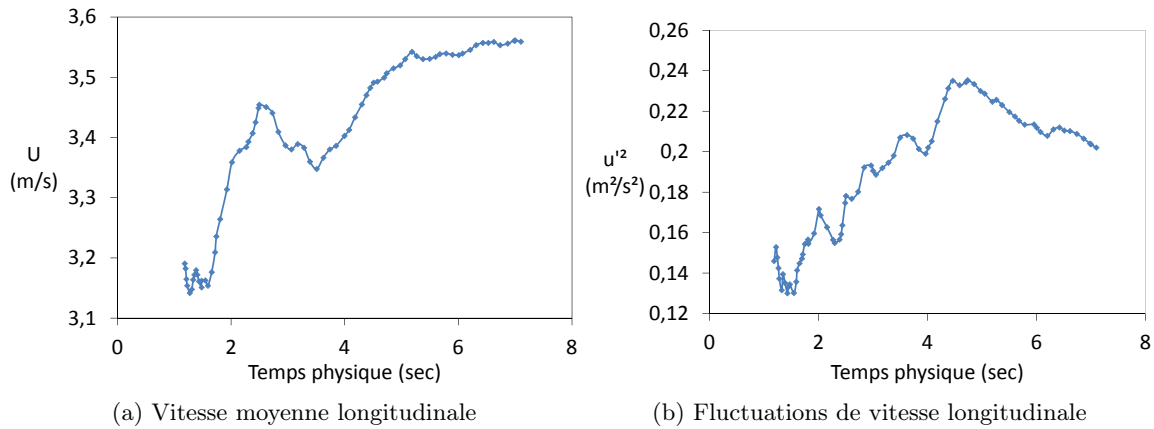 3,6
3,5
3,4
3,3
3,2
3,1
U
(m/s)
0 2 4 6 8
Temps physique (sec)
(a) Vitesse moyenne longitudinale
0,26
0,24
0,22
0,2
0,18
0,16
0,14
0,12
u'²
(m²/s²)
0 2 4 6 8
Temps physique (sec)
(b) Fluctuations de vitesse longitudinale